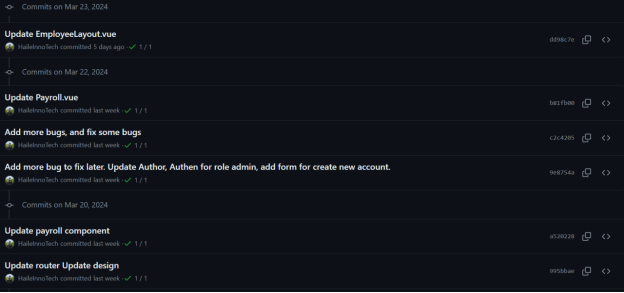 Commits on Mar 23, 2024
Update EmployeeLayout.vue
dd98c7e
HaileInnoTech committed 5 days ago · ✓ 1 / 1
Commits on Mar 22, 2024
Update Payroll.vue
b81fb00
HaileInnoTech committed last week · ✓ 1 / 1
Add more bugs, and fix some bugs
c2c4205
HaileInnoTech committed last week · ✓ 1 / 1
Add more bug to fix later. Update Author, Authen for role admin, add form for create new account.
9e8754a
HaileInnoTech committed last week · ✓ 1 / 1
Commits on Mar 20, 2024
Update payroll component
a520228
HaileInnoTech committed last week · ✓ 1 / 1
Update router Update design
995bbae
HaileInnoTech committed last week · ✓ 1 / 1